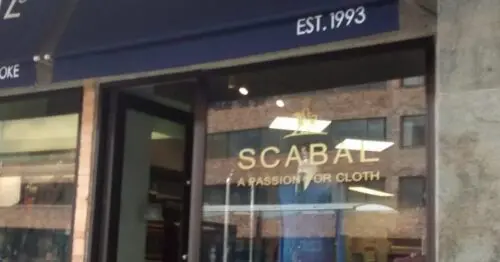 EST. 1993
OKE
SCABAL
A PASSION FOR CLOTH